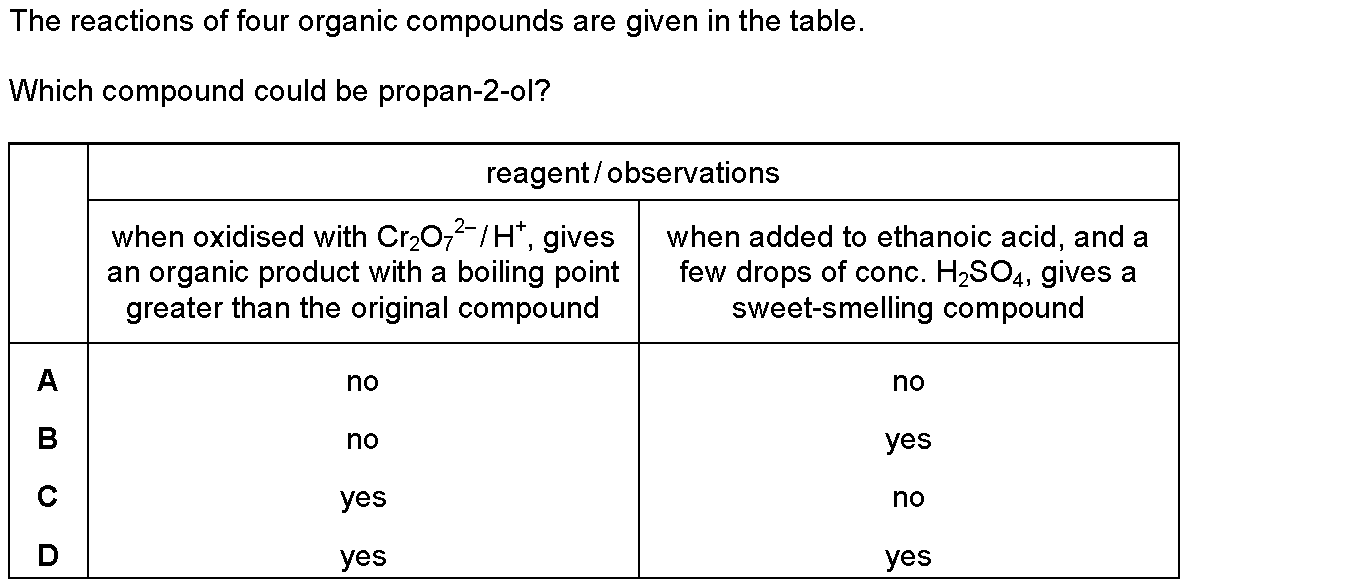 The reactions of four organic compounds are given in the table.
Which compound could be propan-2-ol?
reagent / observations
when oxidised with Cr₂O₇²⁻ / H⁺, gives
an organic product with a boiling point
greater than the original compound
when added to ethanoic acid, and a
few drops of conc. H₂SO₄, gives a
sweet-smelling compound
A no no
B no yes
C yes no
D yes yes